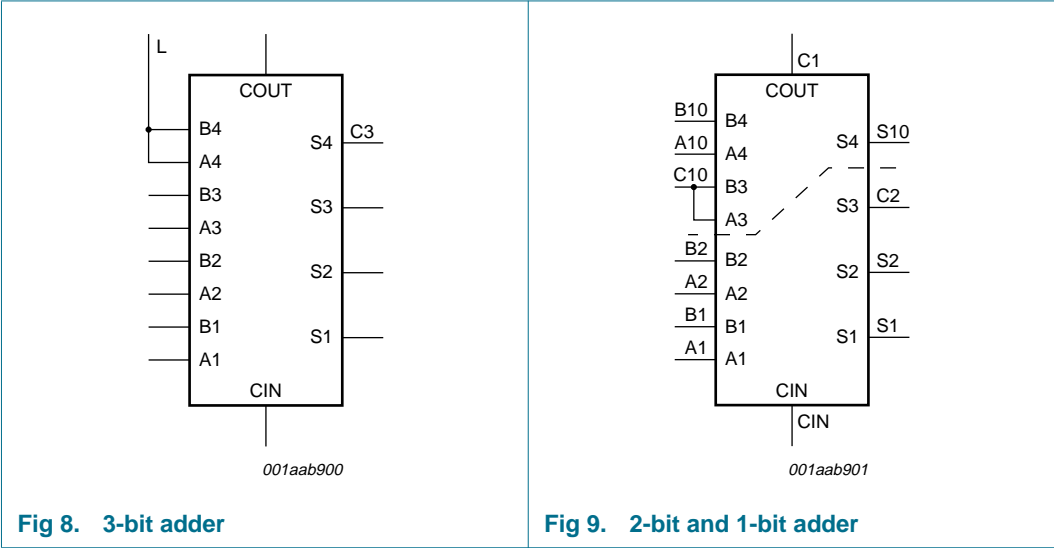 L
COUT
B4
S4
C3
A4
B3
S3
A3
B2
S2
A2
B1
S1
A1
CIN
001aab900
Fig 8. 3-bit adder
C1
COUT
B10
B4
S4
S10
A10
A4
C10
B3
S3
C2
A3
B2
B2
S2
S2
A2
A2
B1
B1
S1
S1
A1
A1
CIN
CIN
001aab901
Fig 9. 2-bit and 1-bit adder